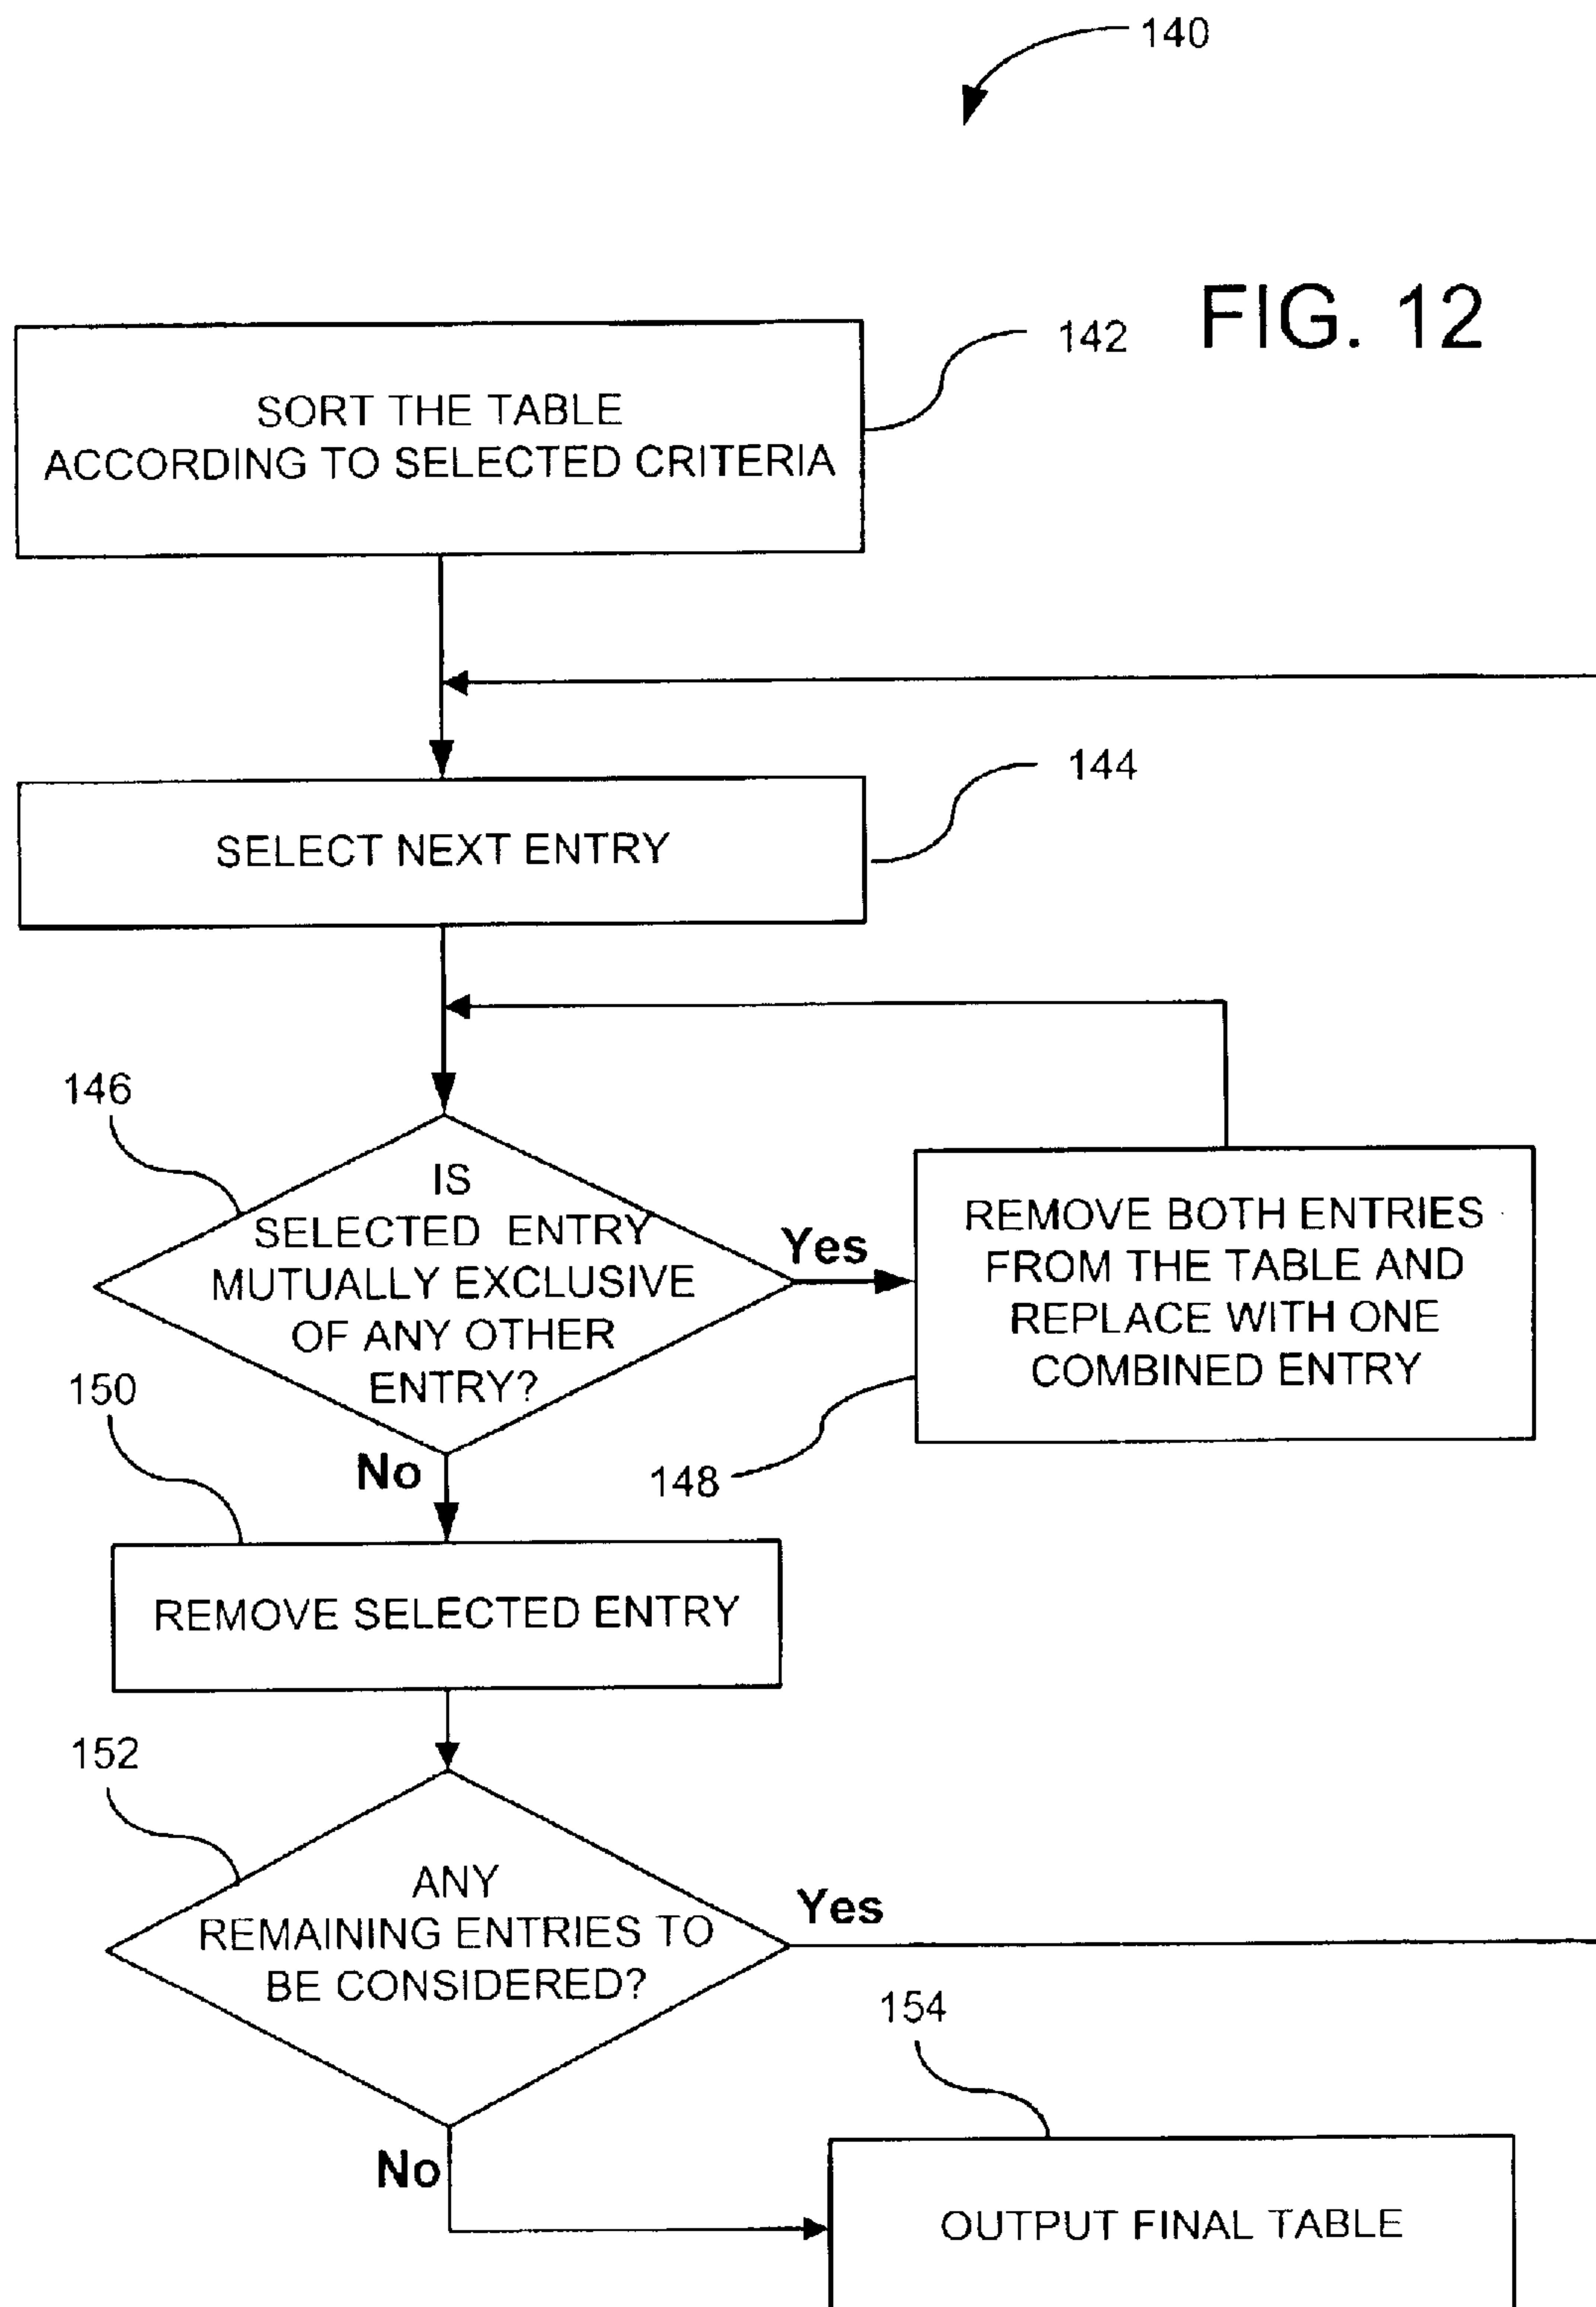 140
FIG. 12
142
SORT THE TABLE
ACCORDING TO SELECTED CRITERIA
144
SELECT NEXT ENTRY
146
IS
SELECTED ENTRY
MUTUALLY EXCLUSIVE
OF ANY OTHER
ENTRY?
Yes
REMOVE BOTH ENTRIES
FROM THE TABLE AND
REPLACE WITH ONE
COMBINED ENTRY
148
No
150
REMOVE SELECTED ENTRY
152
ANY
REMAINING ENTRIES TO
BE CONSIDERED?
Yes
No
154
OUTPUT FINAL TABLE